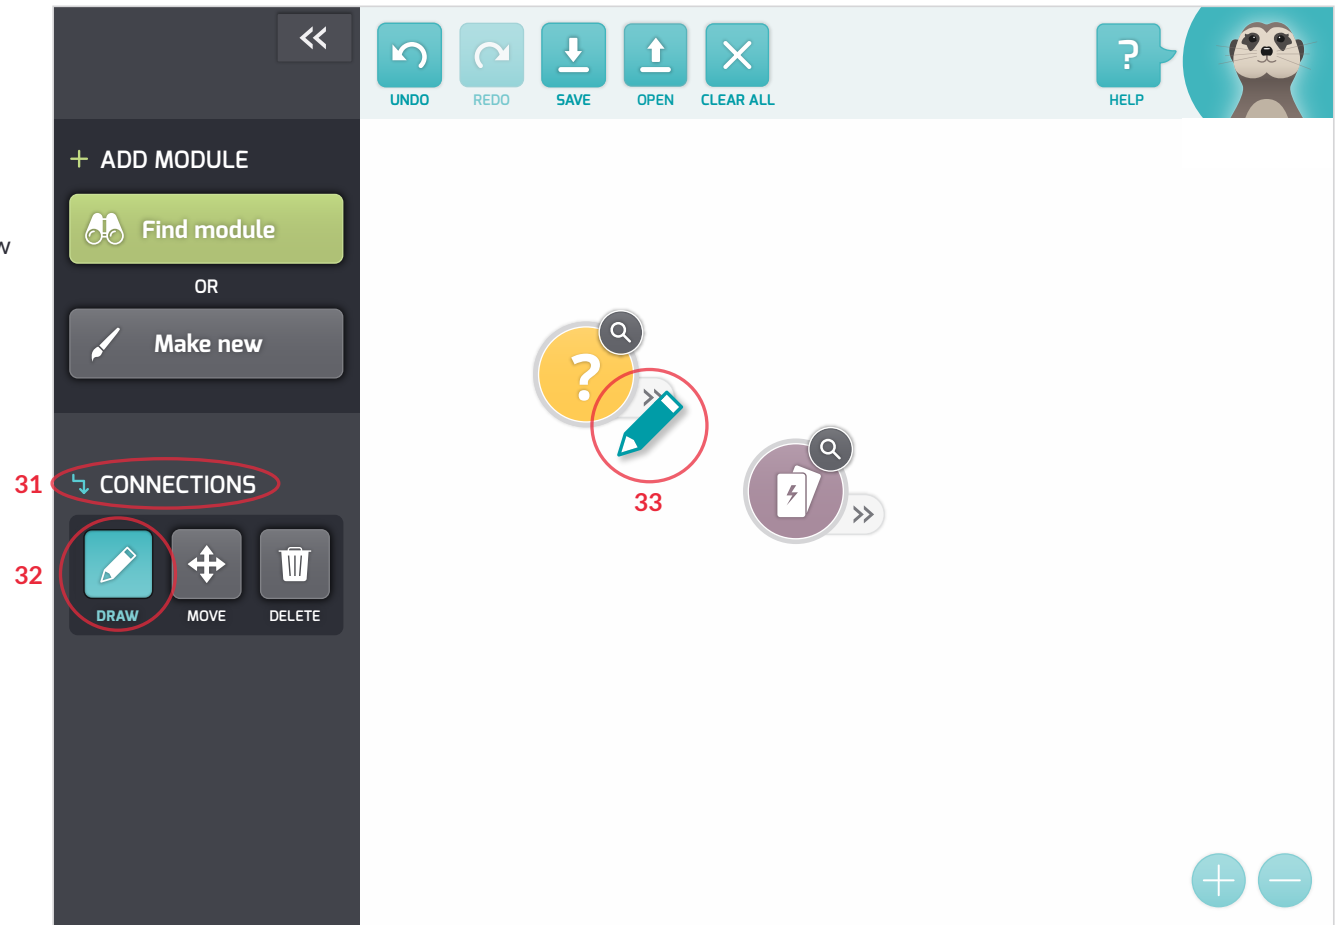 UNDO
REDO
SAVE
OPEN
CLEAR ALL
?
HELP
+ ADD MODULE
Find module
w
OR
Make new
?
31
CONNECTIONS
33
32
DRAW
MOVE
DELETE